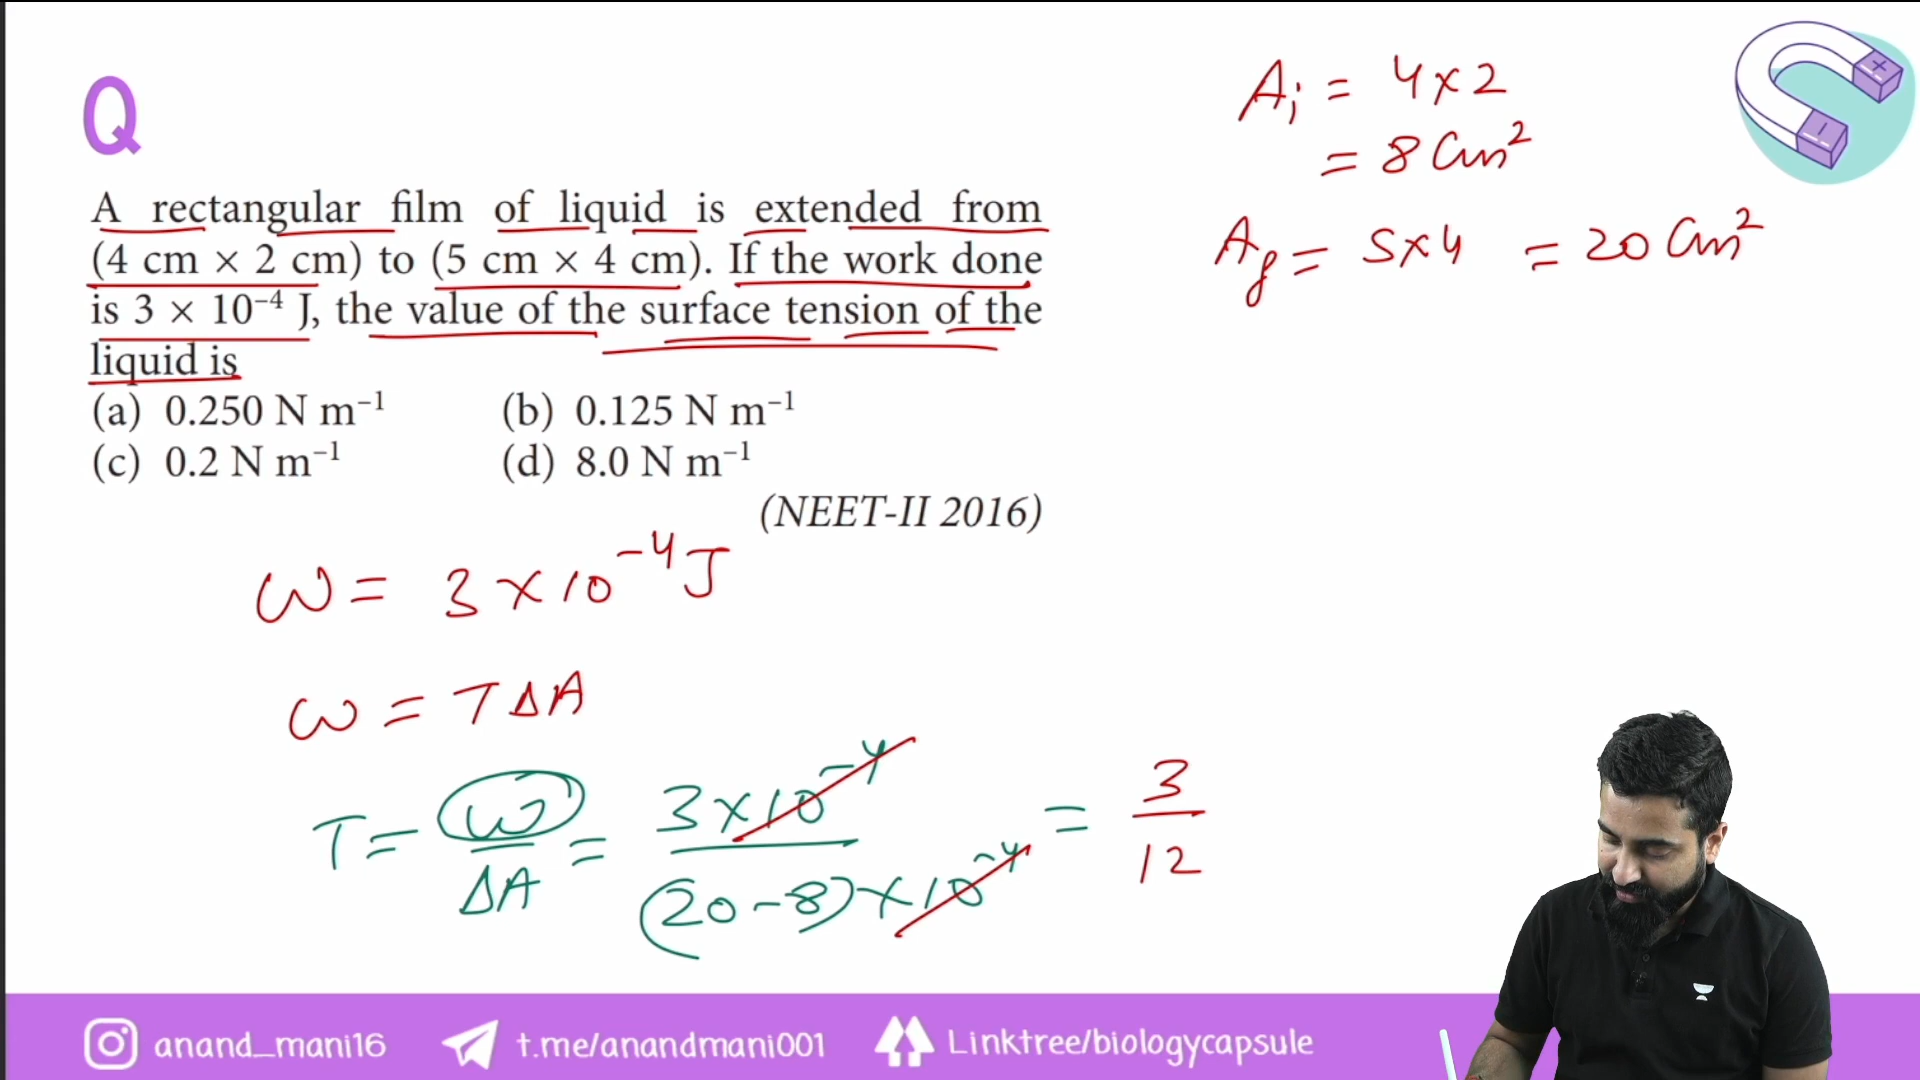 Q
A rectangular film of liquid is extended from
(4 cm × 2 cm) to (5 cm × 4 cm). If the work done
is 3 × 10⁻⁴ J, the value of the surface tension of the
liquid is
(a) 0.250 N m⁻¹ (b) 0.125 N m⁻¹
(c) 0.2 N m⁻¹ (d) 8.0 N m⁻¹
(NEET-II 2016)
Aᵢ = 4 × 2
= 8 Cm²
A_f = 5×4 = 20 Cm²
+
-
W = 3 × 10⁻⁴ J
W = T ΔA
T = W/ΔA = 3×10⁻⁴/(20-8)×10⁻⁴ = 3/12
anand_mani16 t.me/anandmani001 Linktree/biologycapsule